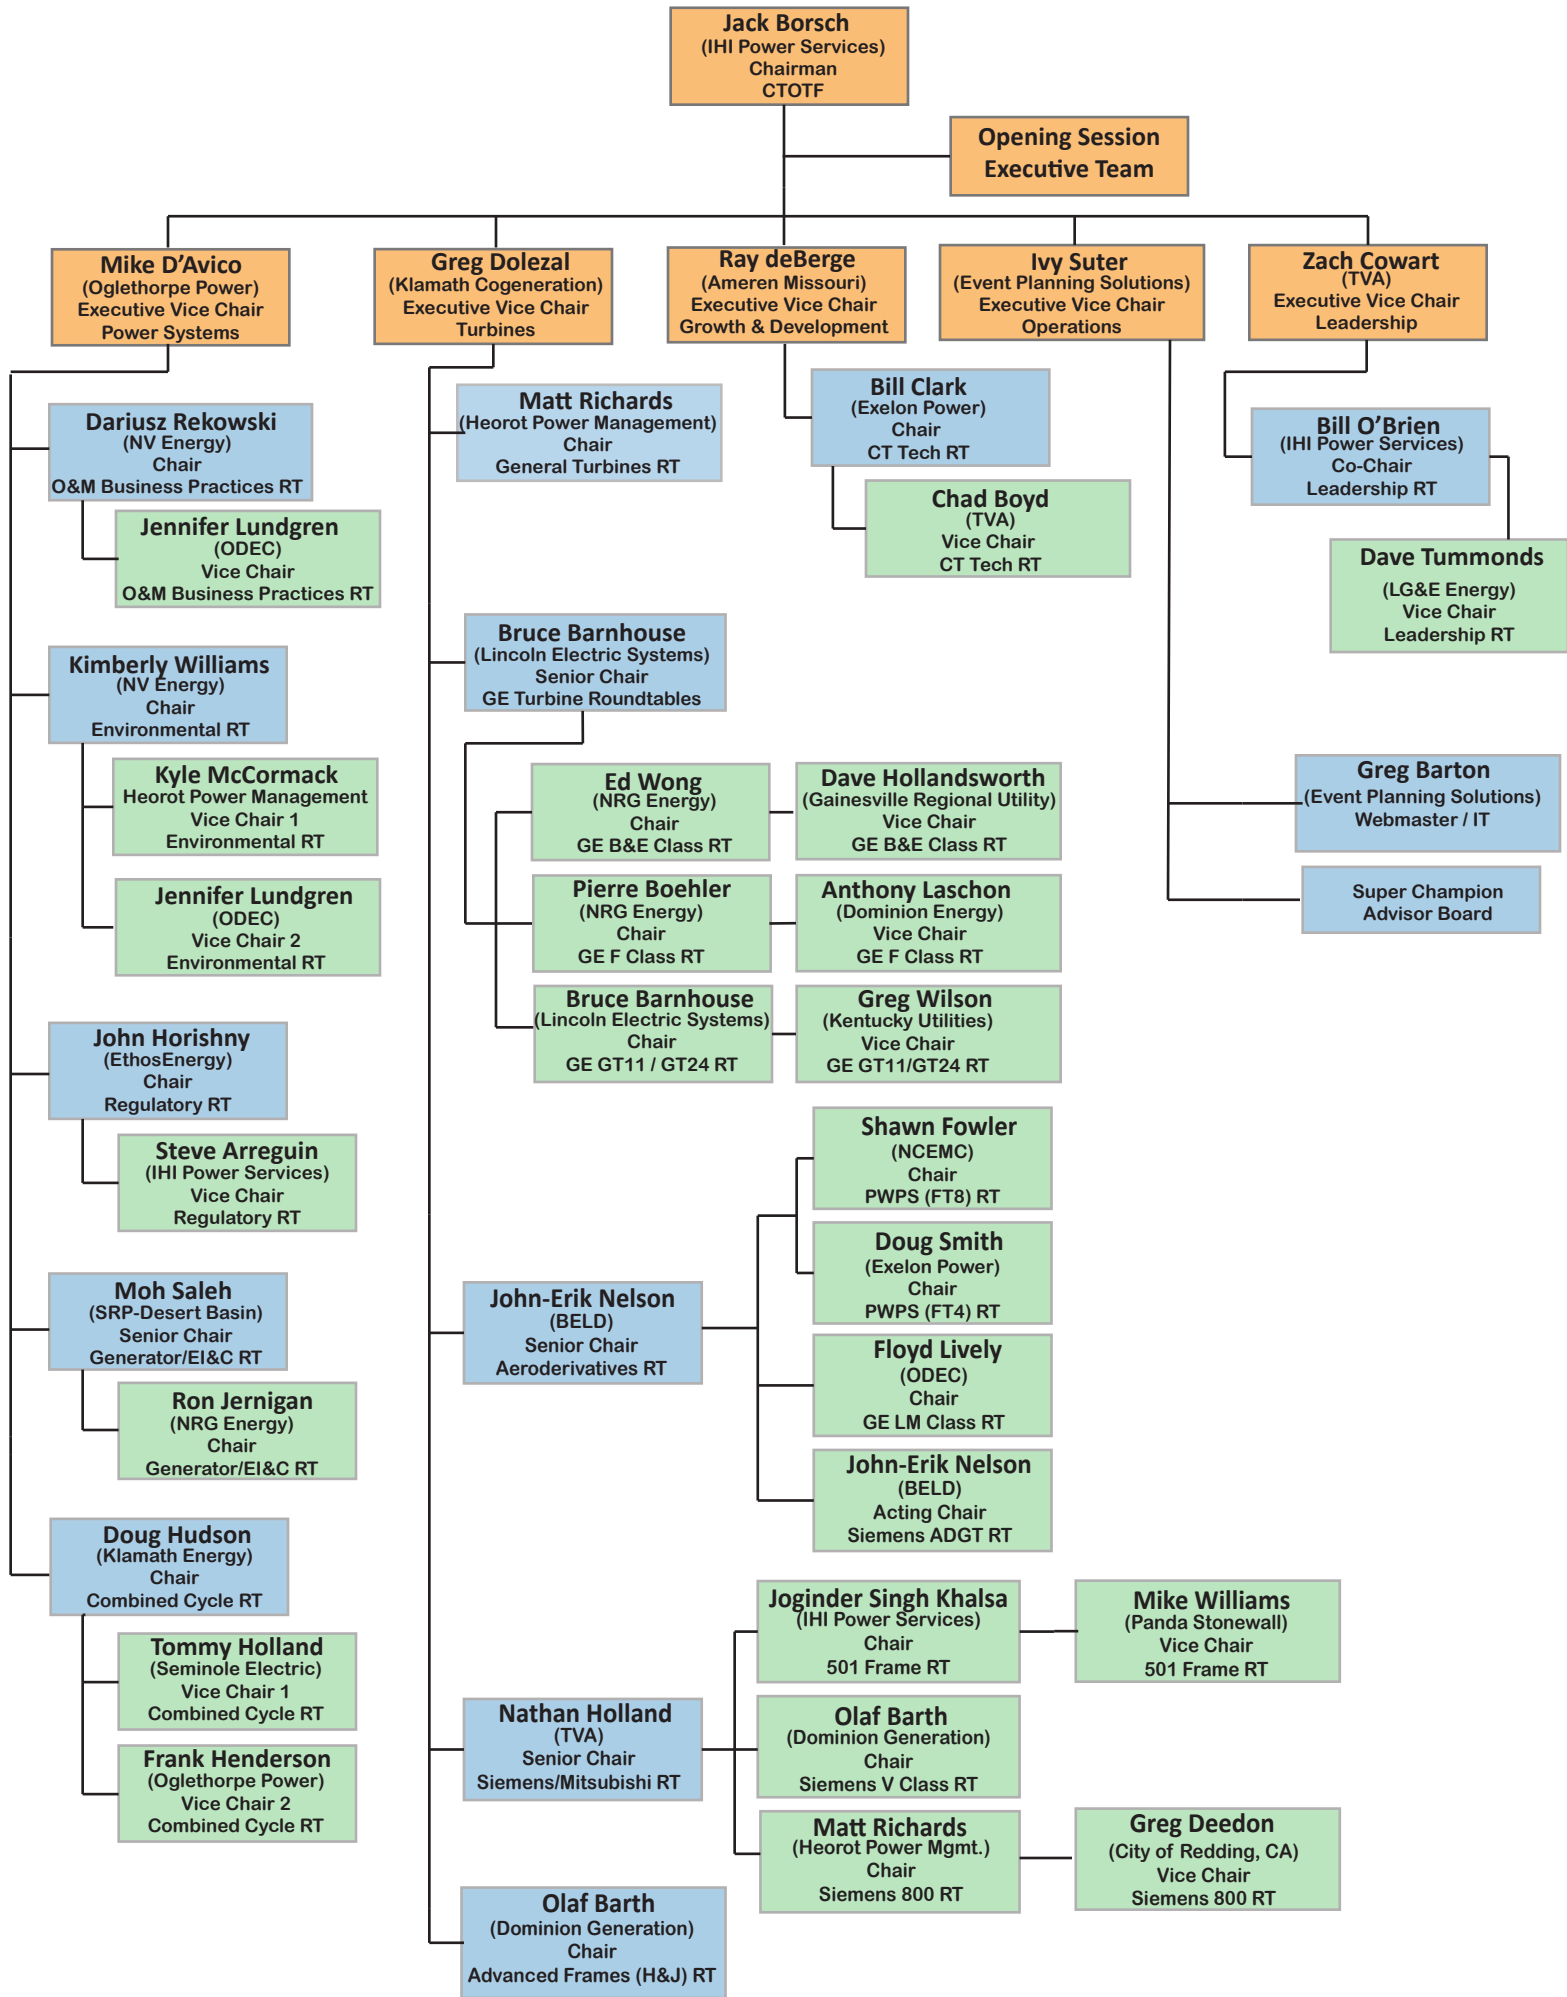 Jack Borsch
(IHI Power Services)
Chairman
CTOTF
Opening Session
Executive Team
Mike D'Avico
(Oglethorpe Power)
Executive Vice Chair
Power Systems
Greg Dolezal
(Klamath Cogeneration)
Executive Vice Chair
Turbines
Ray deBerge
(Ameren Missouri)
Executive Vice Chair
Growth & Development
Ivy Suter
(Event Planning Solutions)
Executive Vice Chair
Operations
Zach Cowart
(TVA)
Executive Vice Chair
Leadership
Dariusz Rekowski
(NV Energy)
Chair
O&M Business Practices RT
Jennifer Lundgren
(ODEC)
Vice Chair
O&M Business Practices RT
Kimberly Williams
(NV Energy)
Chair
Environmental RT
Kyle McCormack
Heorot Power Management
Vice Chair 1
Environmental RT
Jennifer Lundgren
(ODEC)
Vice Chair 2
Environmental RT
John Horishny
(EthosEnergy)
Chair
Regulatory RT
Steve Arreguin
(IHI Power Services)
Vice Chair
Regulatory RT
Moh Saleh
(SRP-Desert Basin)
Senior Chair
Generator/EI&C RT
Ron Jernigan
(NRG Energy)
Chair
Generator/EI&C RT
Doug Hudson
(Klamath Energy)
Chair
Combined Cycle RT
Tommy Holland
(Seminole Electric)
Vice Chair 1
Combined Cycle RT
Frank Henderson
(Oglethorpe Power)
Vice Chair 2
Combined Cycle RT
Matt Richards
(Heorot Power Management)
Chair
General Turbines RT
Bruce Barnhouse
(Lincoln Electric Systems)
Senior Chair
GE Turbine Roundtables
Ed Wong
(NRG Energy)
Chair
GE B&E Class RT
Dave Hollandsworth
(Gainesville Regional Utility)
Vice Chair
GE B&E Class RT
Pierre Boehler
(NRG Energy)
Chair
GE F Class RT
Anthony Laschon
(Dominion Energy)
Vice Chair
GE F Class RT
Bruce Barnhouse
(Lincoln Electric Systems)
Chair
GE GT11 / GT24 RT
Greg Wilson
(Kentucky Utilities)
Vice Chair
GE GT11/GT24 RT
John-Erik Nelson
(BELD)
Senior Chair
Aeroderivatives RT
Shawn Fowler
(NCEMC)
Chair
PWPS (FT8) RT
Doug Smith
(Exelon Power)
Chair
PWPS (FT4) RT
Floyd Lively
(ODEC)
Chair
GE LM Class RT
John-Erik Nelson
(BELD)
Acting Chair
Siemens ADGT RT
Nathan Holland
(TVA)
Senior Chair
Siemens/Mitsubishi RT
Joginder Singh Khalsa
(IHI Power Services)
Chair
501 Frame RT
Mike Williams
(Panda Stonewall)
Vice Chair
501 Frame RT
Olaf Barth
(Dominion Generation)
Chair
Siemens V Class RT
Matt Richards
(Heorot Power Mgmt.)
Chair
Siemens 800 RT
Greg Deedon
(City of Redding, CA)
Vice Chair
Siemens 800 RT
Olaf Barth
(Dominion Generation)
Chair
Advanced Frames (H&J) RT
Bill Clark
(Exelon Power)
Chair
CT Tech RT
Chad Boyd
(TVA)
Vice Chair
CT Tech RT
Greg Barton
(Event Planning Solutions)
Webmaster / IT
Super Champion
Advisor Board
Bill O'Brien
(IHI Power Services)
Co-Chair
Leadership RT
Dave Tummonds
(LG&E Energy)
Vice Chair
Leadership RT